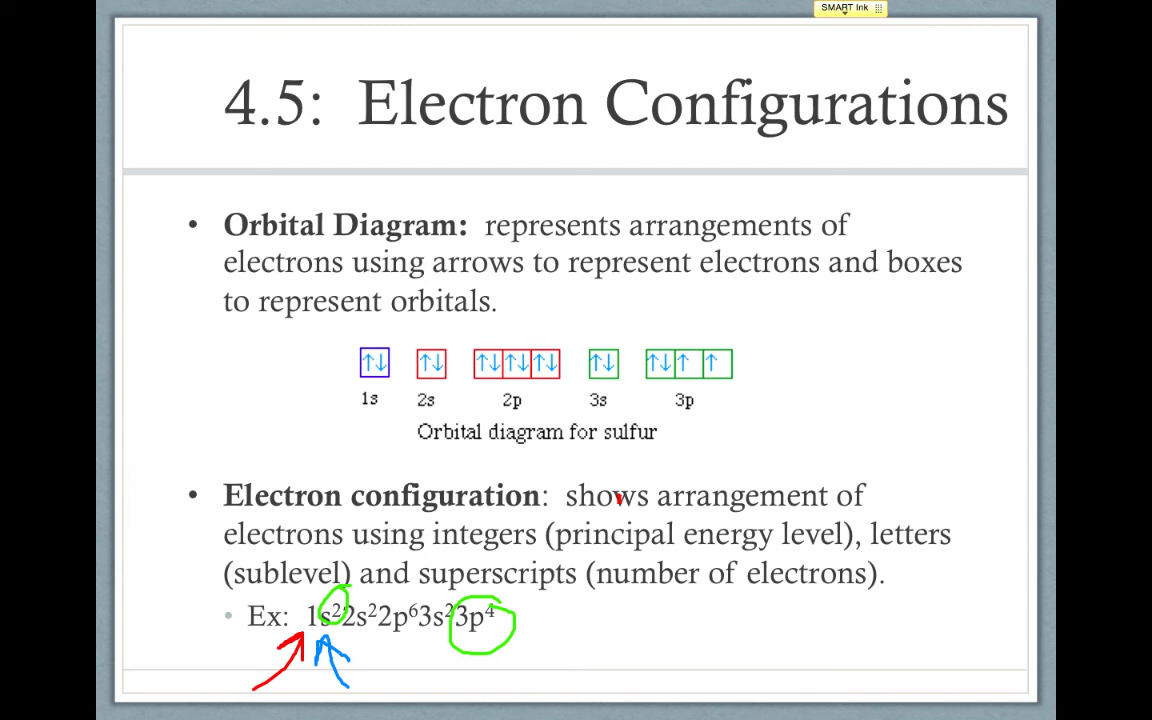 SMART Ink
4.5: Electron Configurations
• Orbital Diagram: represents arrangements of
electrons using arrows to represent electrons and boxes
to represent orbitals.
↑↓ ↑↓ ↑↓ ↑↓ ↑↓ ↑↓ ↑↓ ↑ ↑
1s 2s 2p 3s 3p
Orbital diagram for sulfur
• Electron configuration: shows arrangement of
electrons using integers (principal energy level), letters
(sublevel) and superscripts (number of electrons).
• Ex: 1s²2s²2p⁶3s²3p⁴